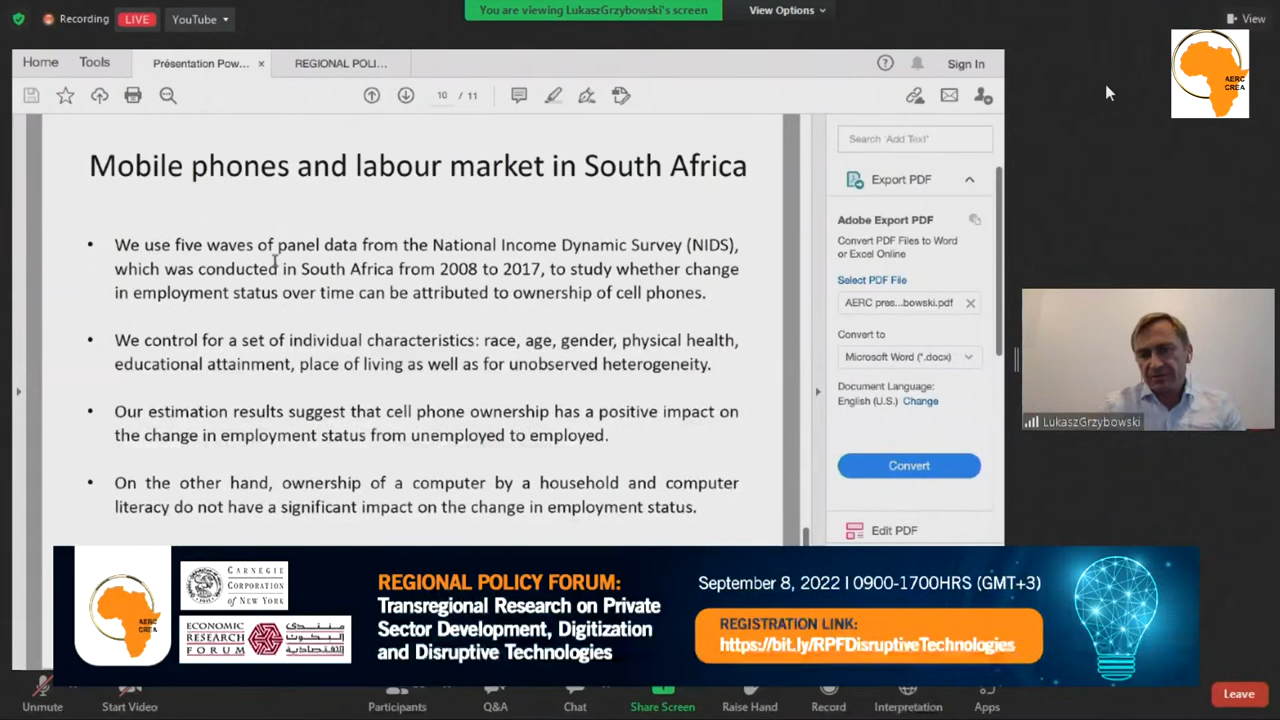 Recording
LIVE
YouTube
You are viewing LukaszGrzybowski's screen
View Options
View
AERC
CREA
Home
Tools
Présentation Pow...
REGIONAL POLI...
Sign In
10 / 11
Mobile phones and labour market in South Africa
• We use five waves of panel data from the National Income Dynamic Survey (NIDS),
which was conducted in South Africa from 2008 to 2017, to study whether change
in employment status over time can be attributed to ownership of cell phones.
• We control for a set of individual characteristics: race, age, gender, physical health,
educational attainment, place of living as well as for unobserved heterogeneity.
• Our estimation results suggest that cell phone ownership has a positive impact on
the change in employment status from unemployed to employed.
• On the other hand, ownership of a computer by a household and computer
literacy do not have a significant impact on the change in employment status.
Search 'Add Text'
Export PDF
Adobe Export PDF
Convert PDF Files to Word
or Excel Online
Select PDF File
AERC pres...bowski.pdf
Convert to
Microsoft Word (*.docx)
Document Language:
English (U.S.) Change
Convert
Edit PDF
LukaszGrzybowski
AERC
CREA
CARNEGIE
CORPORATION
of NEW YORK
ECONOMIC
RESEARCH
FORUM
منتدى
البحوث
الاقتصادية
REGIONAL POLICY FORUM:
Transregional Research on Private
Sector Development, Digitization
and Disruptive Technologies
September 8, 2022 I 0900-1700HRS (GMT+3)
REGISTRATION LINK:
https://bit.ly/RPFDisruptiveTechnologies
Unmute
Start Video
Participants
Q&A
Chat
Share Screen
Raise Hand
Record
Interpretation
Apps
Leave